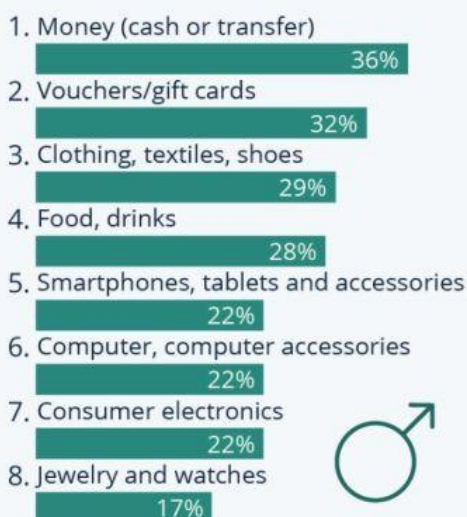 1. Money (cash or transfer)
36%
2. Vouchers/gift cards
32%
3. Clothing, textiles, shoes
29%
4. Food, drinks
28%
5. Smartphones, tablets and accessories
22%
6. Computer, computer accessories
22%
7. Consumer electronics
22%
8. Jewelry and watches
17%